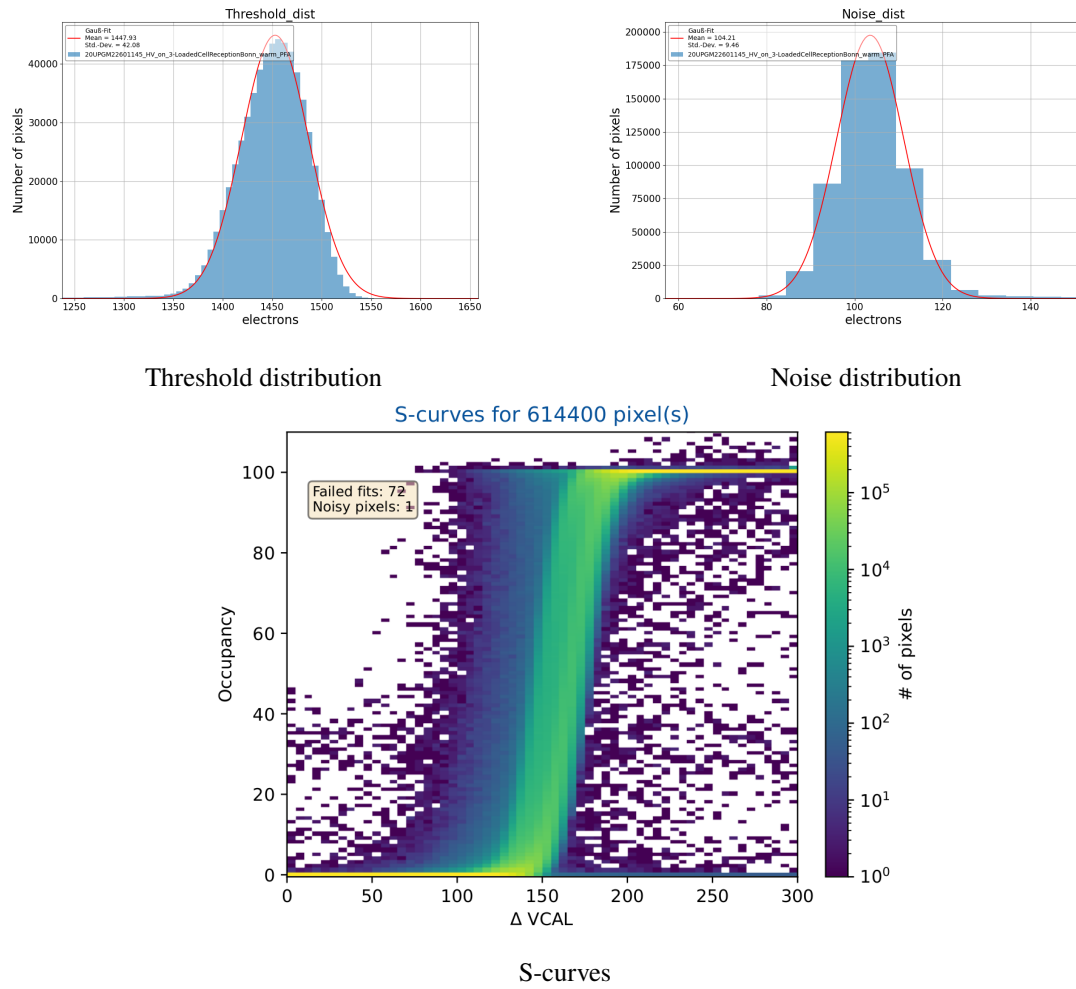 Threshold_dist
Gauß-Fit
Mean = 1447.93
Std.-Dev. = 42.08
20UPGM22601145_HV_on_3-LoadedCellReceptionBonn_warm_PFA
Number of pixels
40000
30000
20000
10000
0
1250 1300 1350 1400 1450 1500 1550 1600 1650
electrons
Threshold distribution
Noise_dist
Gauß-Fit
Mean = 104.21
Std.-Dev. = 9.46
20UPGM22601145_HV_on_3-LoadedCellReceptionBonn_warm_PFA
Number of pixels
200000
175000
150000
125000
100000
75000
50000
25000
0
60 80 100 120 140
electrons
Noise distribution
S-curves for 614400 pixel(s)
Failed fits: 72
Noisy pixels: 1
Occupancy
100
80
60
40
20
0
0 50 100 150 200 250 300
Δ VCAL
10⁵
10⁴
10³
10²
10¹
10⁰
# of pixels
S-curves